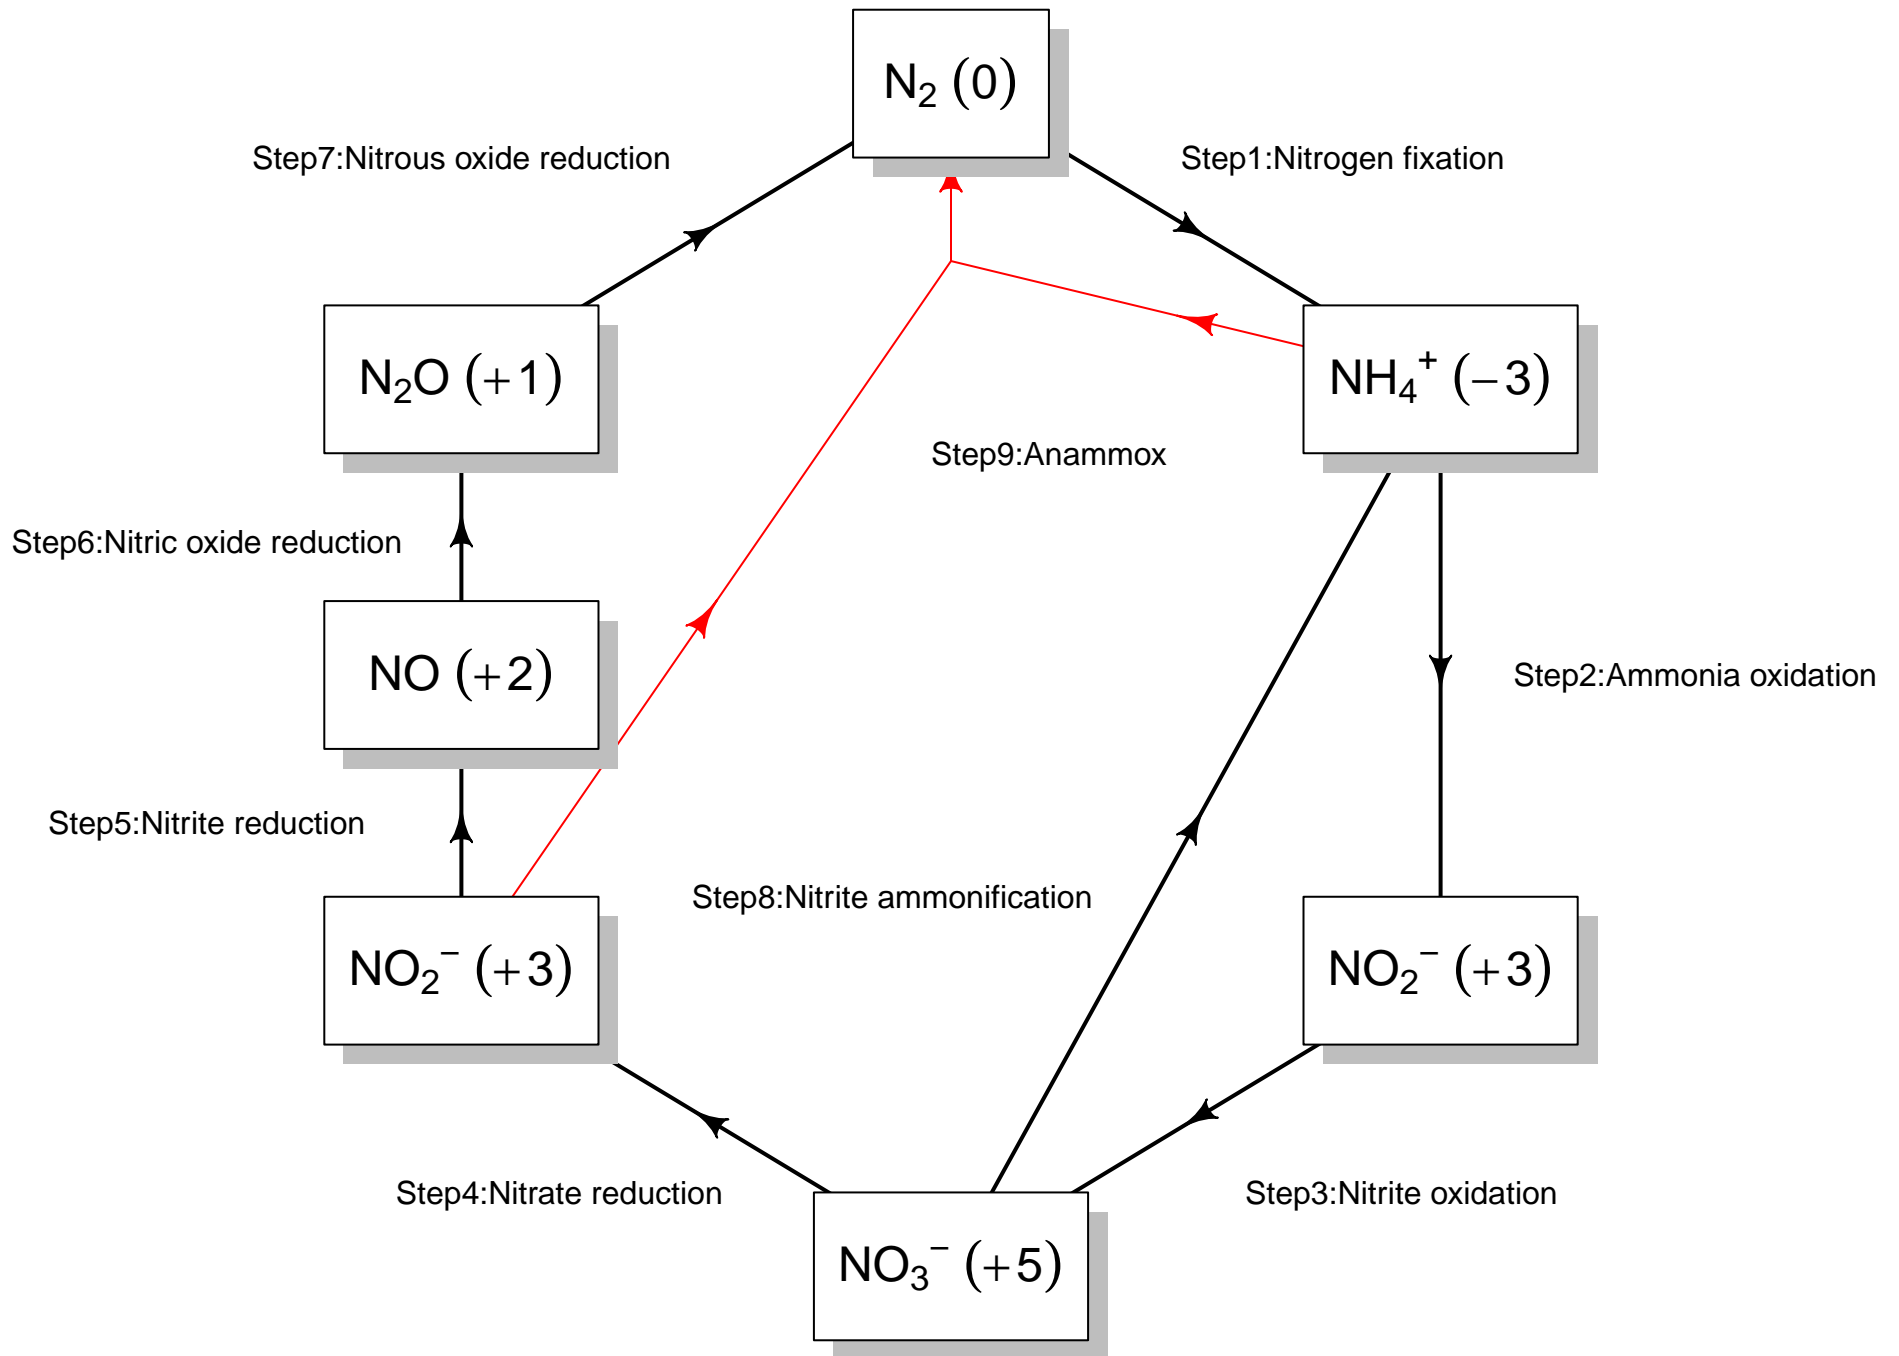 N₂ (0)
Step7:Nitrous oxide reduction
Step1:Nitrogen fixation
N₂O (+1)
NH₄⁺ (−3)
Step9:Anammox
Step6:Nitric oxide reduction
NO (+2)
Step2:Ammonia oxidation
Step5:Nitrite reduction
Step8:Nitrite ammonification
NO₂⁻ (+3)
NO₂⁻ (+3)
Step4:Nitrate reduction
Step3:Nitrite oxidation
NO₃⁻ (+5)